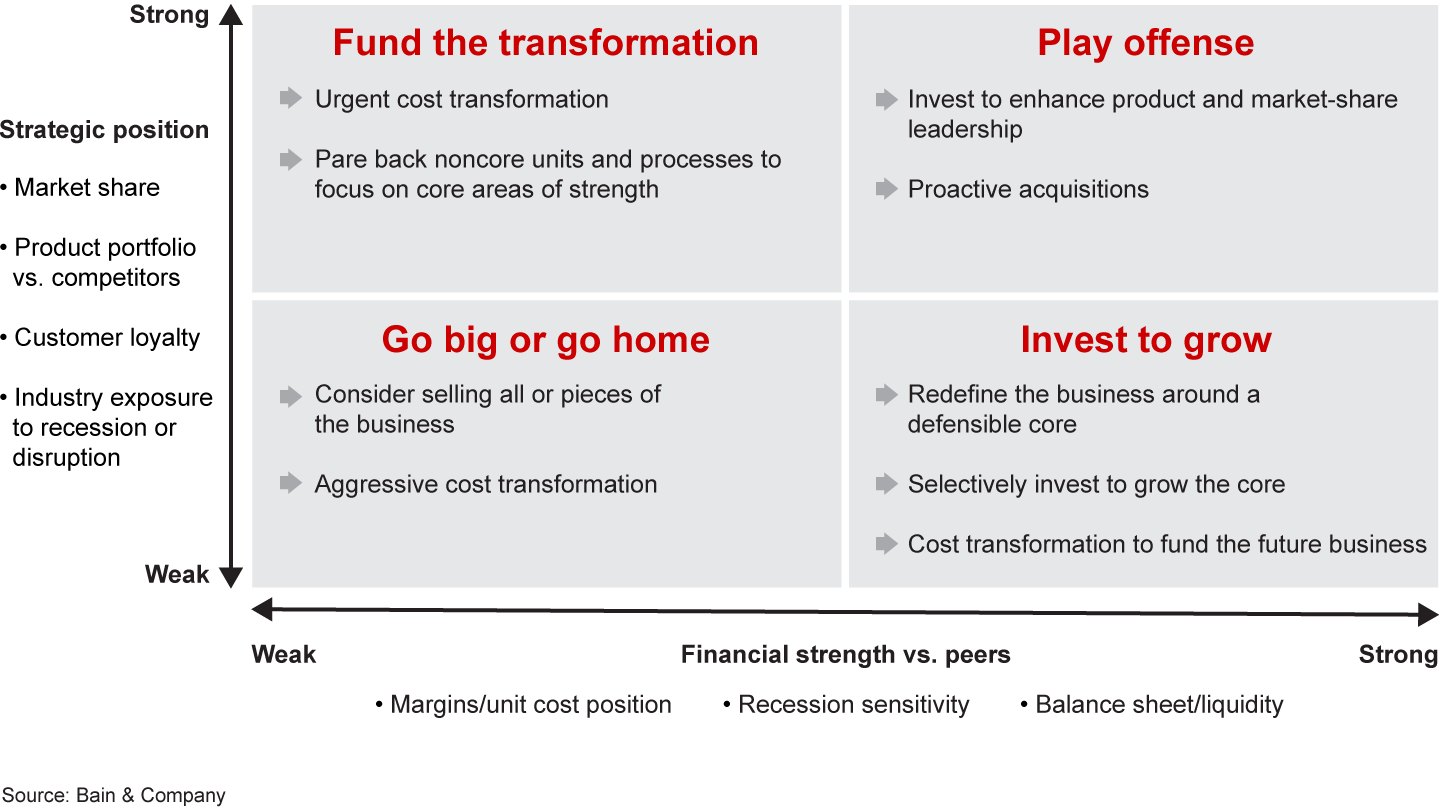 Strong
Strategic position
• Market share
• Product portfolio
vs. competitors
• Customer loyalty
• Industry exposure
to recession or
disruption
Weak
Fund the transformation
Urgent cost transformation
Pare back noncore units and processes to
focus on core areas of strength
Play offense
Invest to enhance product and market-share
leadership
Proactive acquisitions
Go big or go home
Consider selling all or pieces of
the business
Aggressive cost transformation
Invest to grow
Redefine the business around a
defensible core
Selectively invest to grow the core
Cost transformation to fund the future business
Weak
Financial strength vs. peers
Strong
• Margins/unit cost position
• Recession sensitivity
• Balance sheet/liquidity
Source: Bain & Company